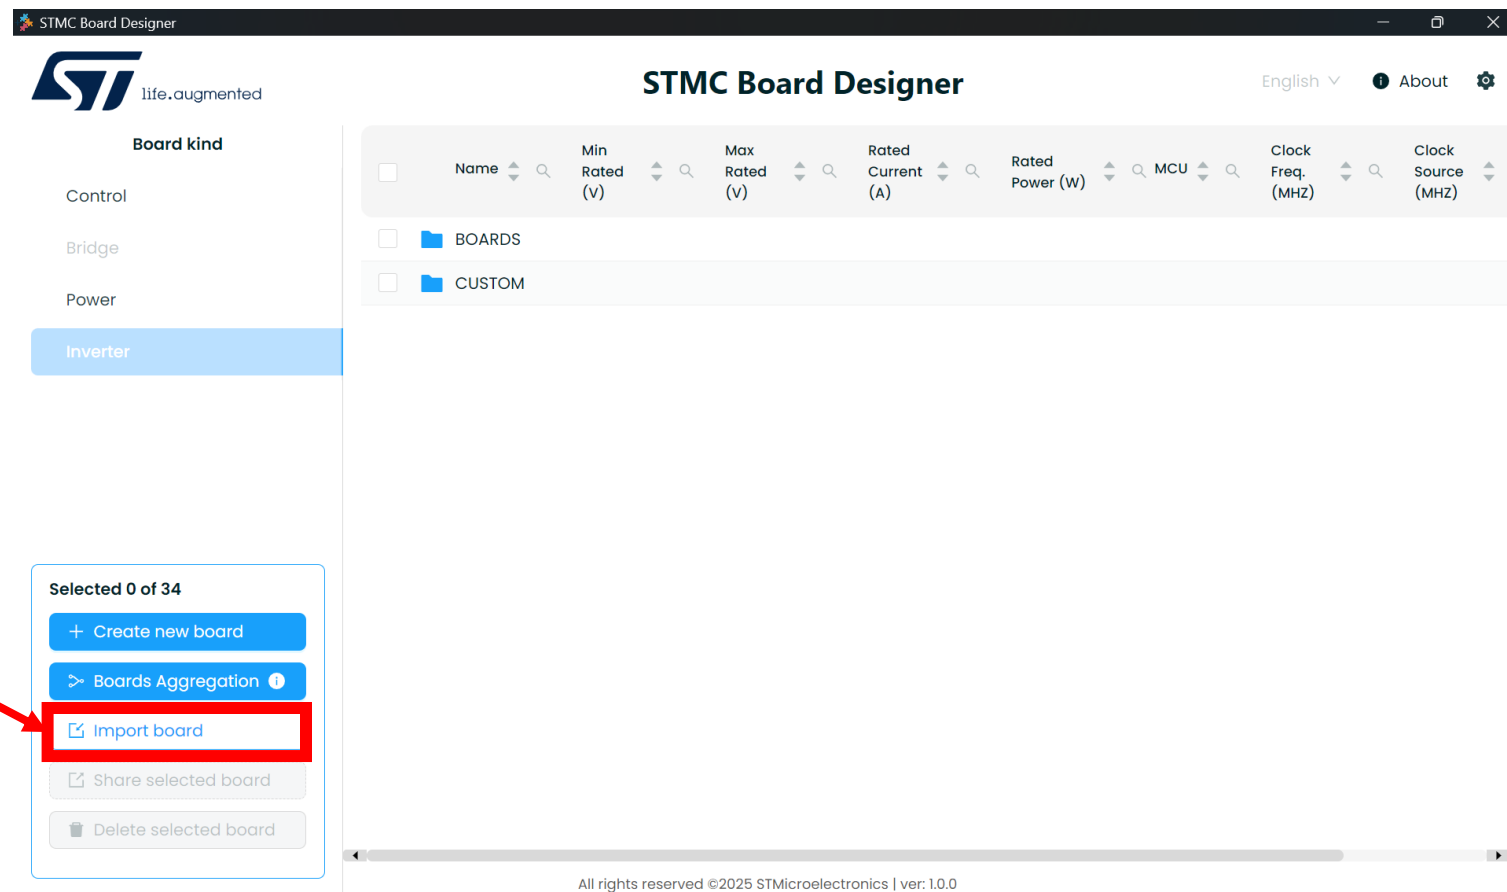 STMC Board Designer
ST life.augmented
STMC Board Designer
English
About
Board kind
Control
Bridge
Power
Inverter
Name
Min
Rated
(V)
Max
Rated
(V)
Rated
Current
(A)
Rated
Power (W)
MCU
Clock
Freq.
(MHZ)
Clock
Source
(MHZ)
BOARDS
CUSTOM
Selected 0 of 34
+ Create new board
Boards Aggregation
Import board
Share selected board
Delete selected board
All rights reserved ©2025 STMicroelectronics | ver: 1.0.0